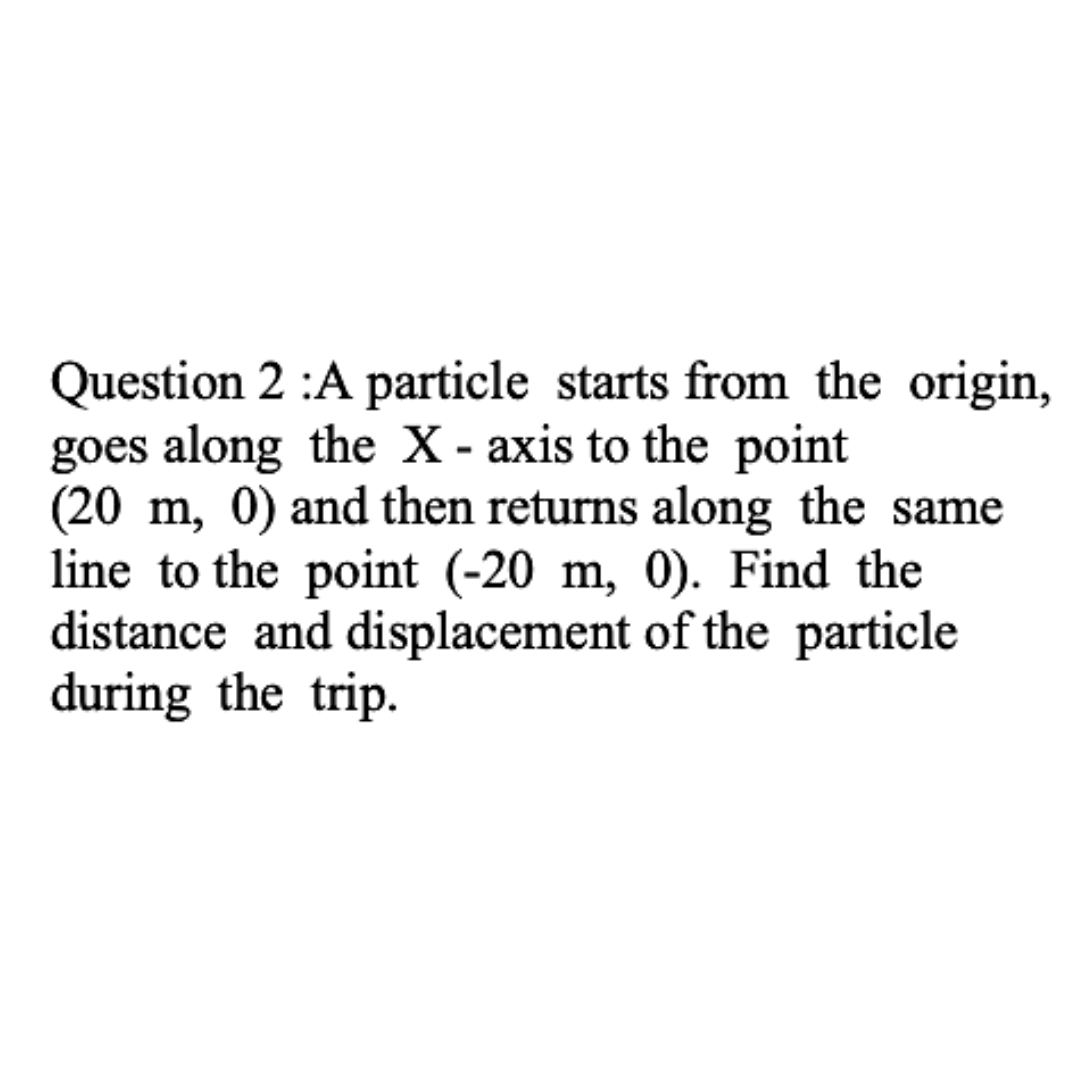 Question 2 :A particle starts from the origin,
goes along the X - axis to the point
(20 m, 0) and then returns along the same
line to the point (-20 m, 0). Find the
distance and displacement of the particle
during the trip.